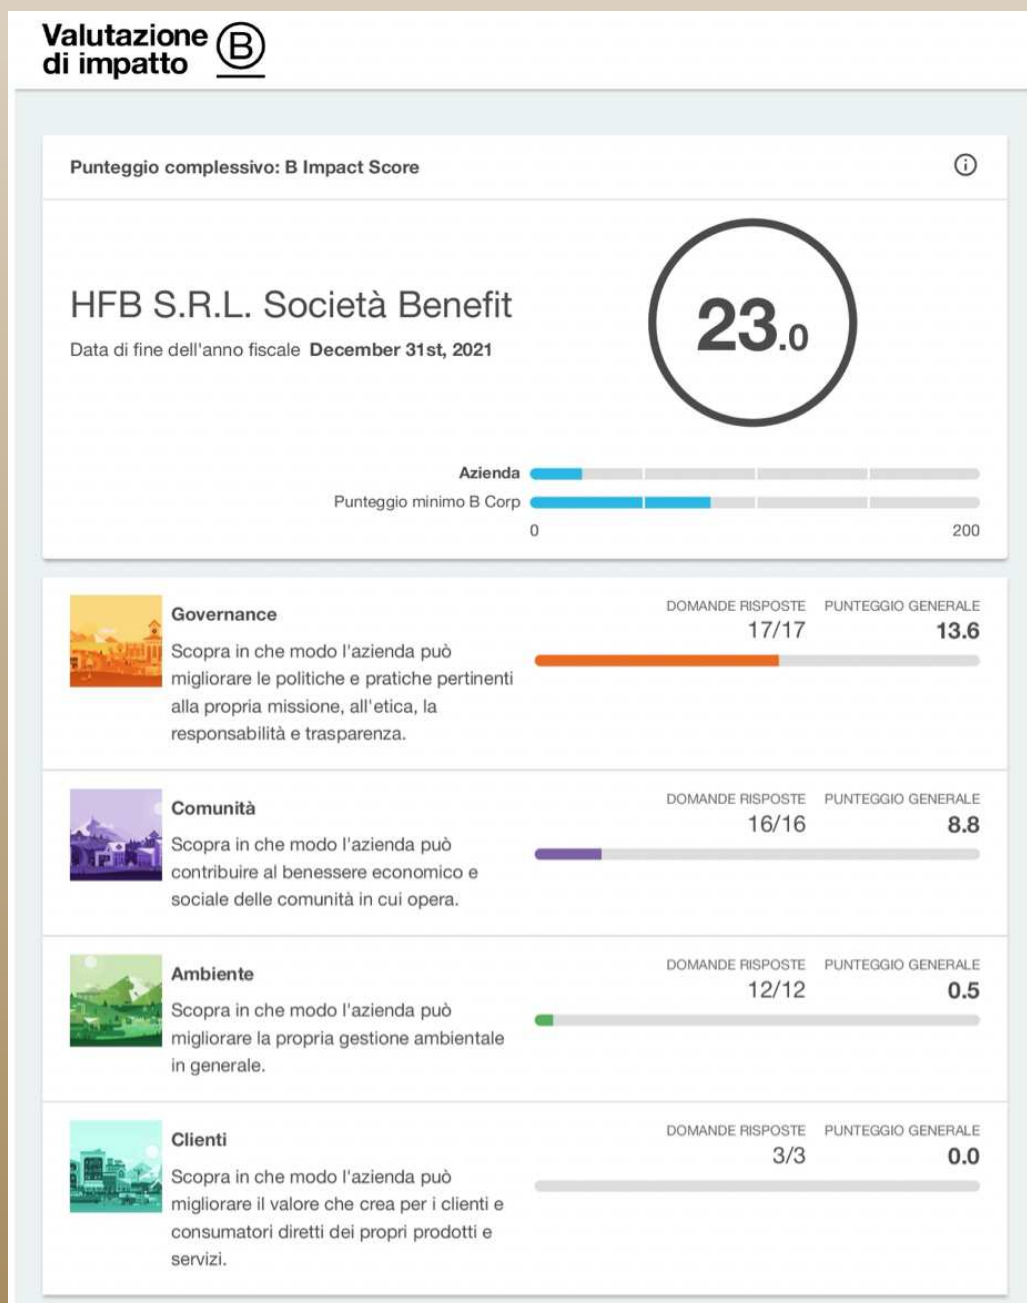 Valutazione
di impatto
B
Punteggio complessivo: B Impact Score
HFB S.R.L. Società Benefit
Data di fine dell'anno fiscale December 31st, 2021
23.0
Azienda
Punteggio minimo B Corp
0 200
Governance
Scopra in che modo l'azienda può
migliorare le politiche e pratiche pertinenti
alla propria missione, all'etica, la
responsabilità e trasparenza.
DOMANDE RISPOSTE PUNTEGGIO GENERALE
17/17 13.6
Comunità
Scopra in che modo l'azienda può
contribuire al benessere economico e
sociale delle comunità in cui opera.
DOMANDE RISPOSTE PUNTEGGIO GENERALE
16/16 8.8
Ambiente
Scopra in che modo l'azienda può
migliorare la propria gestione ambientale
in generale.
DOMANDE RISPOSTE PUNTEGGIO GENERALE
12/12 0.5
Clienti
Scopra in che modo l'azienda può
migliorare il valore che crea per i clienti e
consumatori diretti dei propri prodotti e
servizi.
DOMANDE RISPOSTE PUNTEGGIO GENERALE
3/3 0.0